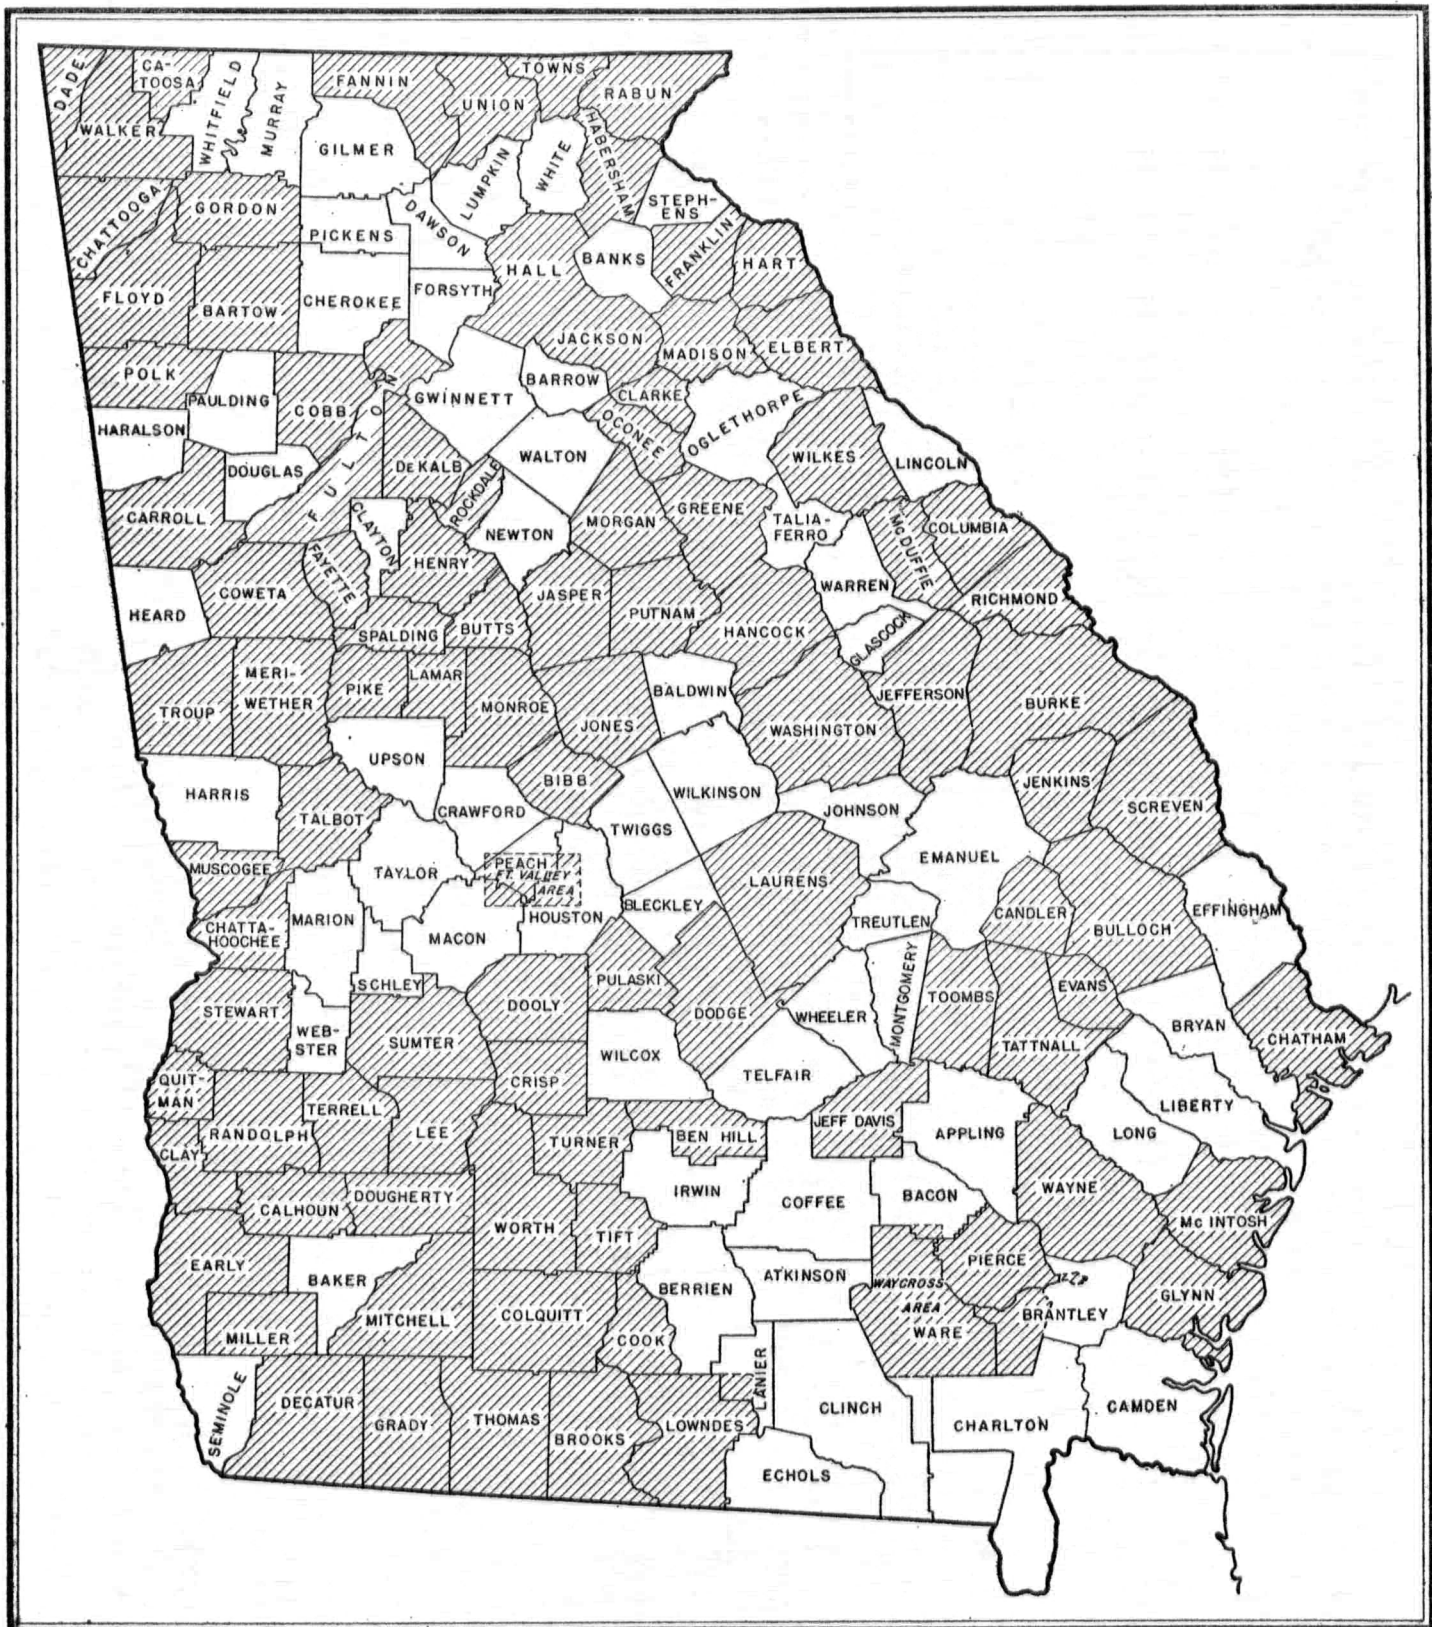 DADE
CA-
TOOSA
WALKER
WHITFIELD
MURRAY
FANNIN
GILMER
UNION
TOWNS
RABUN
LUMPKIN
WHITE
HABERSHAM
STEPH-
ENS
CHATTOOGA
GORDON
PICKENS
DAWSON
HALL
BANKS
FRANKLIN
HART
FLOYD
BARTOW
CHEROKEE
FORSYTH
JACKSON
MADISON
ELBERT
POLK
PAULDING
COBB
FULTON
GWINNETT
BARROW
CLARKE
OCONEE
OGLETHORPE
HARALSON
DOUGLAS
DeKALB
ROCKDALE
WALTON
WILKES
LINCOLN
CARROLL
CLAYTON
HENRY
NEWTON
MORGAN
GREENE
TALIA-
FERRO
McDUFFIE
COLUMBIA
HEARD
COWETA
FAYETTE
SPALDING
BUTTS
JASPER
PUTNAM
HANCOCK
WARREN
GLASCOCK
RICHMOND
TROUP
MERI-
WETHER
PIKE
LAMAR
MONROE
JONES
BALDWIN
WASHINGTON
JEFFERSON
BURKE
HARRIS
TALBOT
UPSON
CRAWFORD
BIBB
TWIGGS
WILKINSON
JOHNSON
EMANUEL
JENKINS
SCREVEN
MUSCOGEE
CHATTA-
HOOCHEE
MARION
TAYLOR
PEACH
FT. VALLEY
AREA
MACON
HOUSTON
BLECKLEY
LAURENS
TREUTLEN
CANDLER
BULLOCH
EFFINGHAM
STEWART
WEB-
STER
SCHLEY
SUMTER
DOOLY
PULASKI
DODGE
WHEELER
MONTGOMERY
TOOMBS
TATTNALL
EVANS
BRYAN
CHATHAM
QUIT-
MAN
RANDOLPH
TERRELL
LEE
CRISP
WILCOX
TELFAIR
JEFF DAVIS
APPLING
LONG
LIBERTY
CLAY
CALHOUN
DOUGHERTY
WORTH
TURNER
BEN HILL
IRWIN
COFFEE
BACON
WAYNE
Mc INTOSH
EARLY
BAKER
MITCHELL
COLQUITT
TIFT
BERRIEN
ATKINSON
WAYCROSS
AREA
WARE
PIERCE
BRANTLEY
GLYNN
MILLER
COOK
SEMINOLE
DECATUR
GRADY
THOMAS
BROOKS
LOWNDES
LANIER
CLINCH
ECHOLS
CHARLTON
CAMDEN